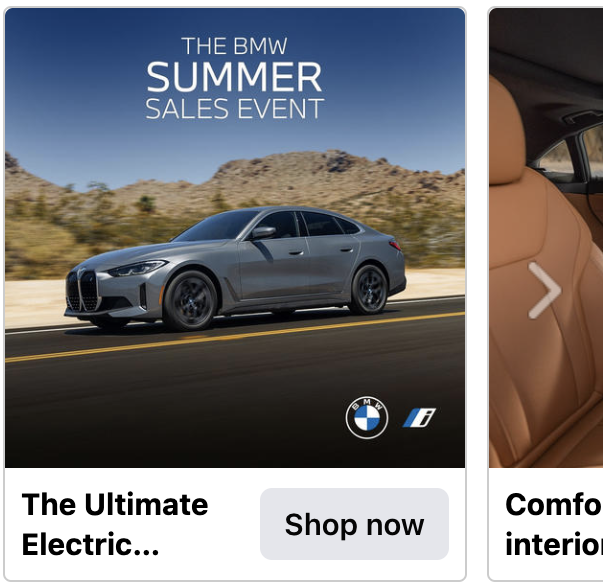 THE BMW
SUMMER
SALES EVENT
BMW
i
The Ultimate
Electric...
Shop now
Comfo
interior